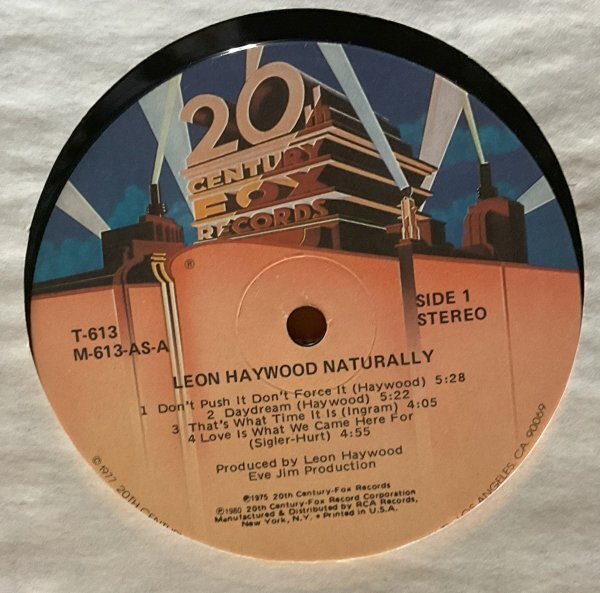 20th
CENTURY
FOX
RECORDS
®
T-613
M-613-AS-A
SIDE 1
STEREO
LEON HAYWOOD NATURALLY
1 Don't Push It Don't Force It (Haywood) 5:28
2 Daydream (Haywood) 5:22
3 That's What Time It Is (Ingram) 4:05
4 Love Is What We Came Here For
(Sigler-Hurt) 4:55
Produced by Leon Haywood
Eve Jim Production
℗1975 20th Century-Fox Records
℗1980 20th Century-Fox Record Corporation
Manufactured & Distributed by RCA Records,
New York, N.Y. • Printed in U.S.A.
©1977 20TH CENTURY
LOS ANGELES, CA 90069